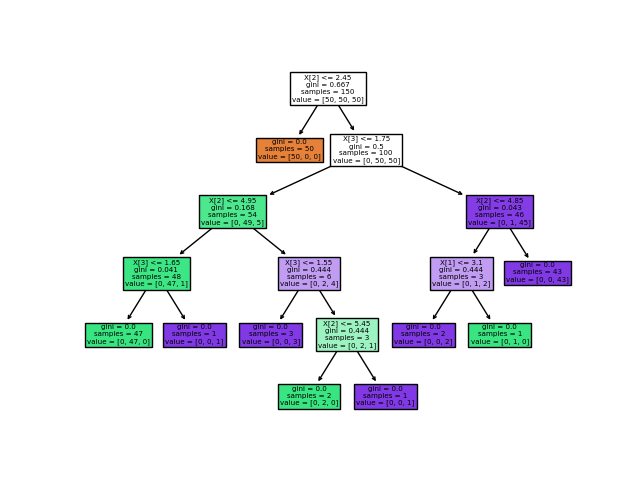 X[2] <= 2.45
gini = 0.667
samples = 150
value = [50, 50, 50]
gini = 0.0
samples = 50
value = [50, 0, 0]
X[3] <= 1.75
gini = 0.5
samples = 100
value = [0, 50, 50]
X[2] <= 4.95
gini = 0.168
samples = 54
value = [0, 49, 5]
X[2] <= 4.85
gini = 0.043
samples = 46
value = [0, 1, 45]
X[3] <= 1.65
gini = 0.041
samples = 48
value = [0, 47, 1]
X[3] <= 1.55
gini = 0.444
samples = 6
value = [0, 2, 4]
X[1] <= 3.1
gini = 0.444
samples = 3
value = [0, 1, 2]
gini = 0.0
samples = 43
value = [0, 0, 43]
gini = 0.0
samples = 47
value = [0, 47, 0]
gini = 0.0
samples = 1
value = [0, 0, 1]
gini = 0.0
samples = 3
value = [0, 0, 3]
X[2] <= 5.45
gini = 0.444
samples = 3
value = [0, 2, 1]
gini = 0.0
samples = 2
value = [0, 0, 2]
gini = 0.0
samples = 1
value = [0, 1, 0]
gini = 0.0
samples = 2
value = [0, 2, 0]
gini = 0.0
samples = 1
value = [0, 0, 1]